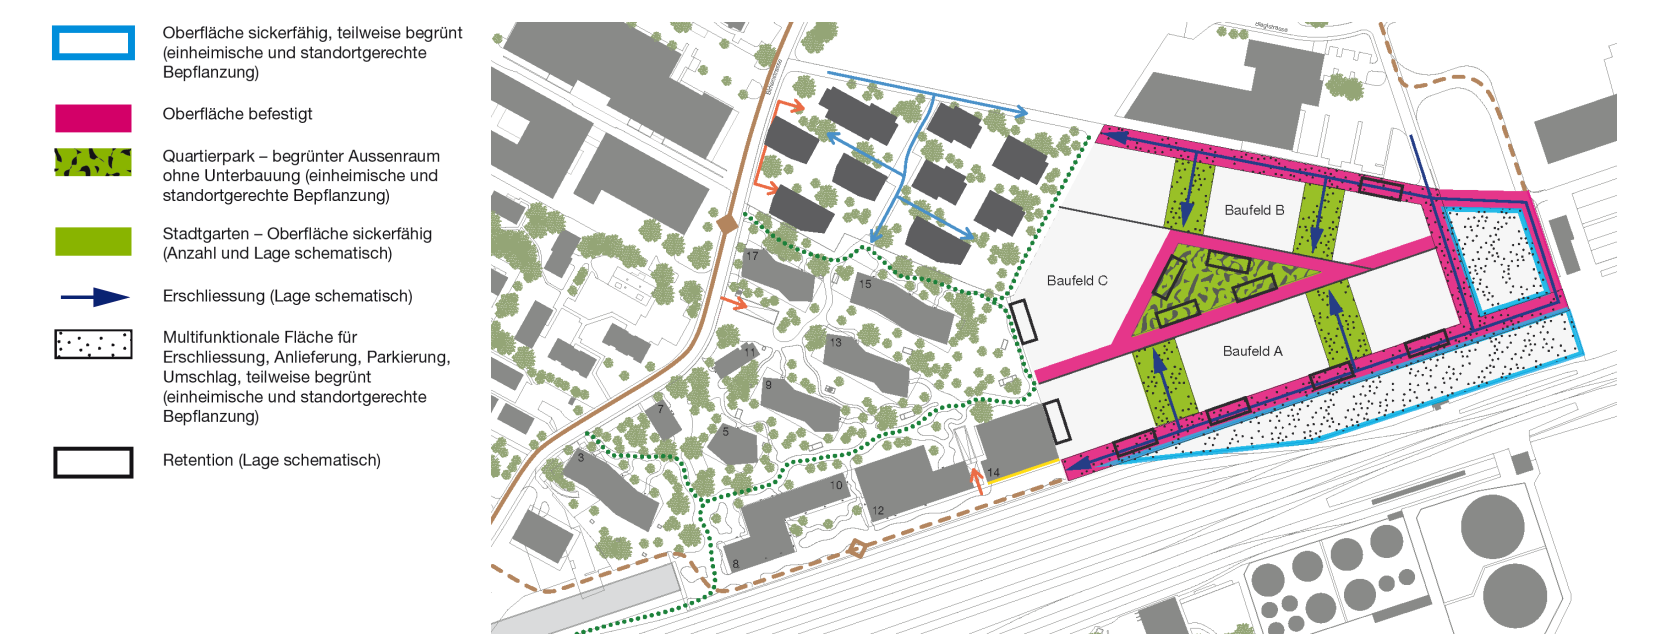 Oberfläche sickerfähig, teilweise begrünt
(einheimische und standortgerechte
Bepflanzung)
Oberfläche befestigt
Quartierpark – begrünter Aussenraum
ohne Unterbauung (einheimische und
standortgerechte Bepflanzung)
Stadtgarten – Oberfläche sickerfähig
(Anzahl und Lage schematisch)
Erschliessung (Lage schematisch)
Multifunktionale Fläche für
Erschliessung, Anlieferung, Parkierung,
Umschlag, teilweise begrünt
(einheimische und standortgerechte
Bepflanzung)
Retention (Lage schematisch)
Baufeld B
Baufeld C
Baufeld A
17
15
13
11
9
7
5
3
14
10
12
8